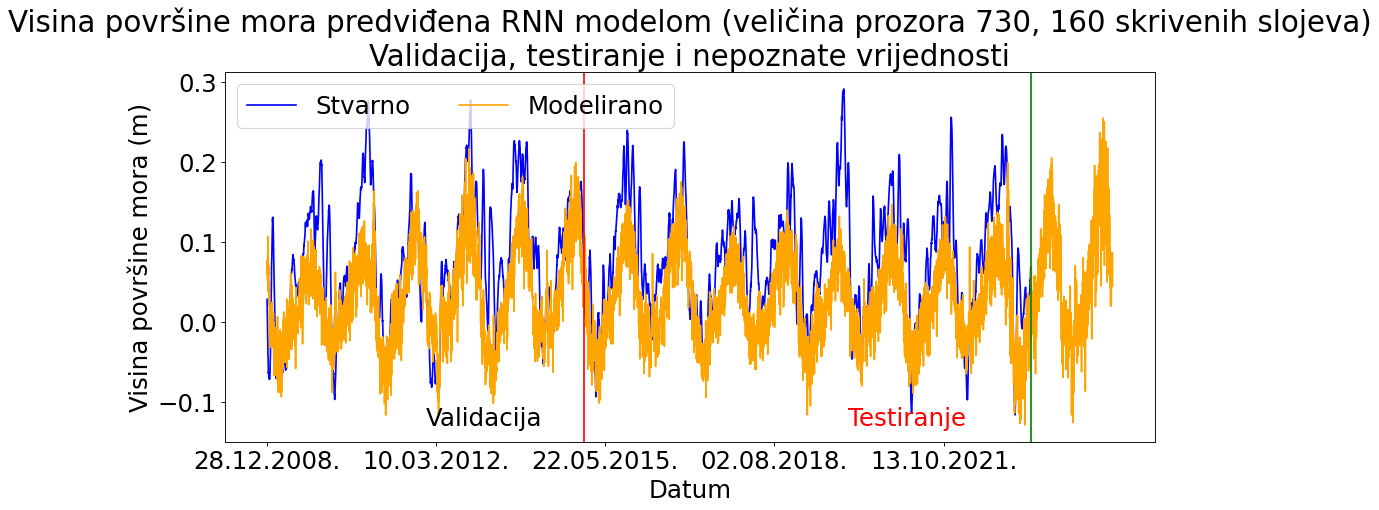 Visina površine mora predviđena RNN modelom (veličina prozora 730, 160 skrivenih slojeva)
Validacija, testiranje i nepoznate vrijednosti
Visina površine mora (m)
0.3
0.2
0.1
0.0
−0.1
Stvarno
Modelirano
Validacija
Testiranje
28.12.2008.
10.03.2012.
22.05.2015.
02.08.2018.
13.10.2021.
Datum